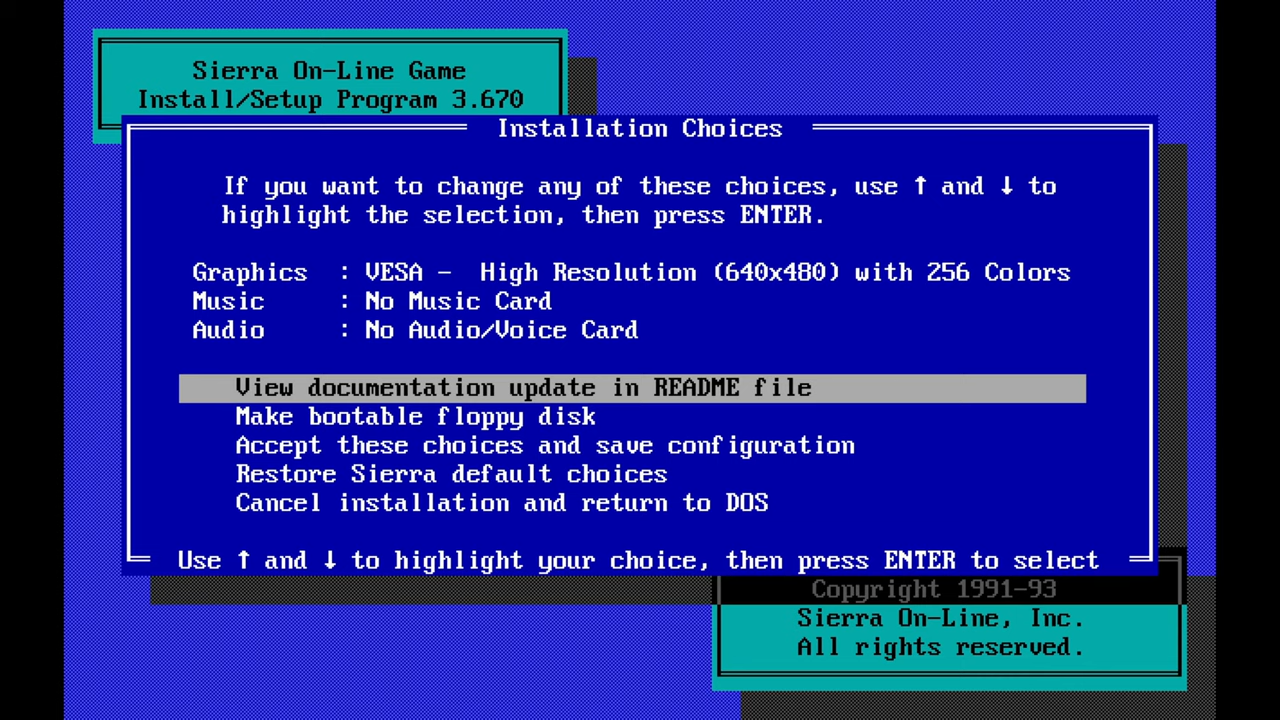 Sierra On-Line Game
Install/Setup Program 3.670
Installation Choices
If you want to change any of these choices, use ↑ and ↓ to
highlight the selection, then press ENTER.
Graphics : VESA - High Resolution (640x480) with 256 Colors
Music : No Music Card
Audio : No Audio/Voice Card
View documentation update in README file
Make bootable floppy disk
Accept these choices and save configuration
Restore Sierra default choices
Cancel installation and return to DOS
Use ↑ and ↓ to highlight your choice, then press ENTER to select
Copyright 1991-93
Sierra On-Line, Inc.
All rights reserved.